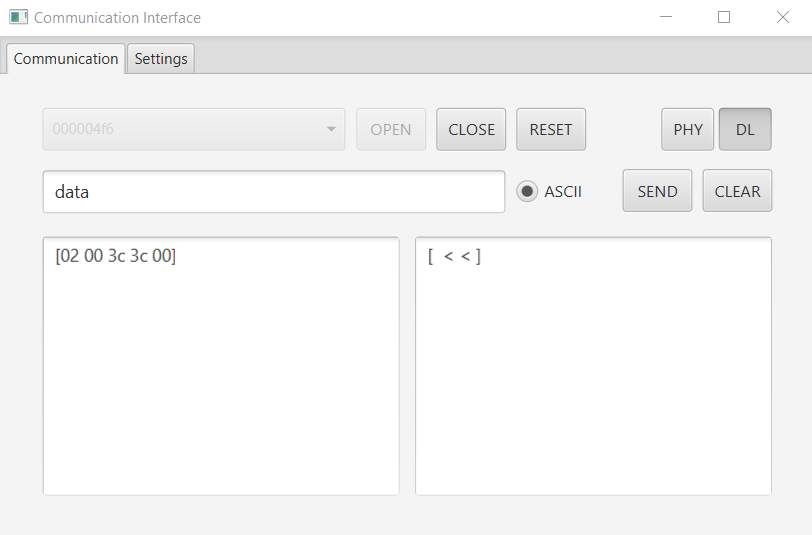 Communication Interface
Communication Settings
000004f6 OPEN CLOSE RESET PHY DL
data ASCII SEND CLEAR
[02 00 3c 3c 00] [  < < ]